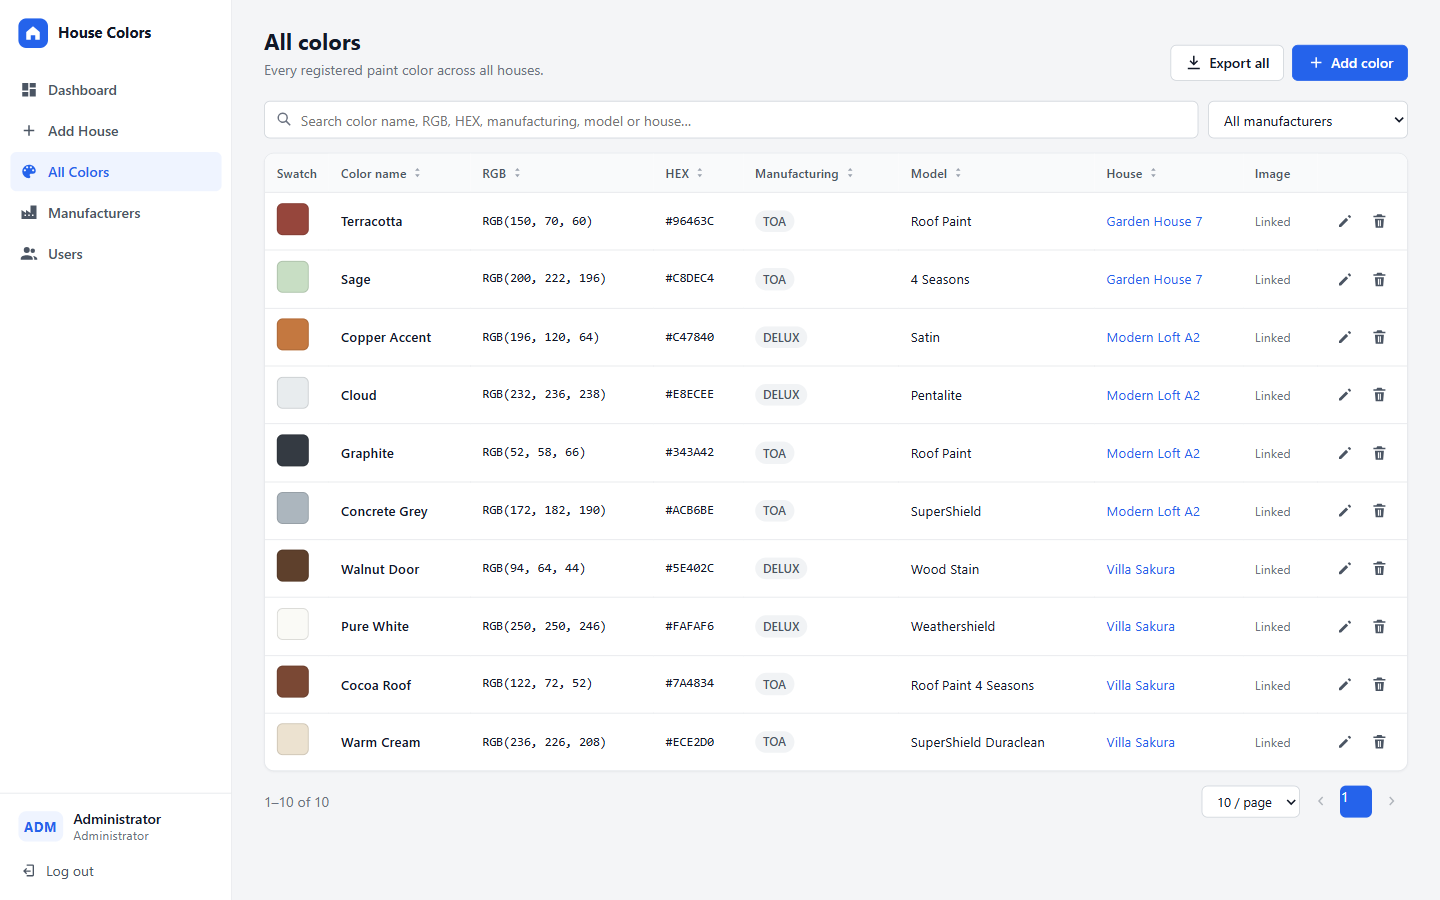 House Colors
Dashboard
Add House
All Colors
Manufacturers
Users
ADM
Administrator
Administrator
Log out
All colors
Every registered paint color across all houses.
Export all
Add color
Search color name, RGB, HEX, manufacturing, model or house...
All manufacturers
Swatch Color name RGB HEX Manufacturing Model House Image
Terracotta RGB(150, 70, 60) #96463C TOA Roof Paint Garden House 7 Linked
Sage RGB(200, 222, 196) #C8DEC4 TOA 4 Seasons Garden House 7 Linked
Copper Accent RGB(196, 120, 64) #C47840 DELUX Satin Modern Loft A2 Linked
Cloud RGB(232, 236, 238) #E8ECEE DELUX Pentalite Modern Loft A2 Linked
Graphite RGB(52, 58, 66) #343A42 TOA Roof Paint Modern Loft A2 Linked
Concrete Grey RGB(172, 182, 190) #ACB6BE TOA SuperShield Modern Loft A2 Linked
Walnut Door RGB(94, 64, 44) #5E402C DELUX Wood Stain Villa Sakura Linked
Pure White RGB(250, 250, 246) #FAFAF6 DELUX Weathershield Villa Sakura Linked
Cocoa Roof RGB(122, 72, 52) #7A4834 TOA Roof Paint 4 Seasons Villa Sakura Linked
Warm Cream RGB(236, 226, 208) #ECE2D0 TOA SuperShield Duraclean Villa Sakura Linked
1–10 of 10
10 / page
1